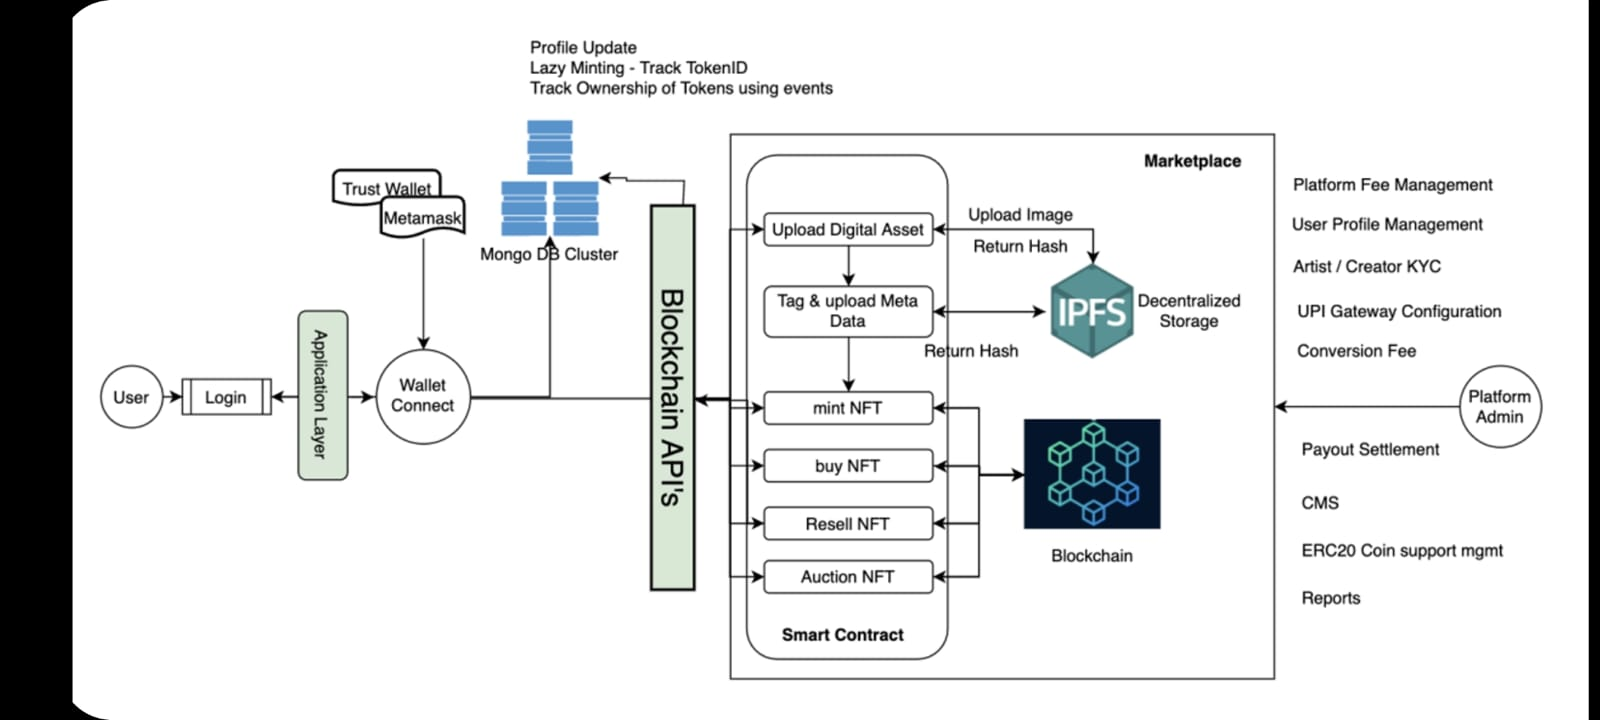 Profile Update
Lazy Minting - Track TokenID
Track Ownership of Tokens using events
Trust Wallet
Metamask
Mongo DB Cluster
User
Login
Application Layer
Wallet
Connect
Blockchain API's
Marketplace
Upload Digital Asset
Upload Image
Return Hash
Tag & upload Meta
Data
IPFS
Decentralized
Storage
Return Hash
mint NFT
buy NFT
Resell NFT
Auction NFT
Smart Contract
Blockchain
Platform Fee Management
User Profile Management
Artist / Creator KYC
UPI Gateway Configuration
Conversion Fee
Platform
Admin
Payout Settlement
CMS
ERC20 Coin support mgmt
Reports